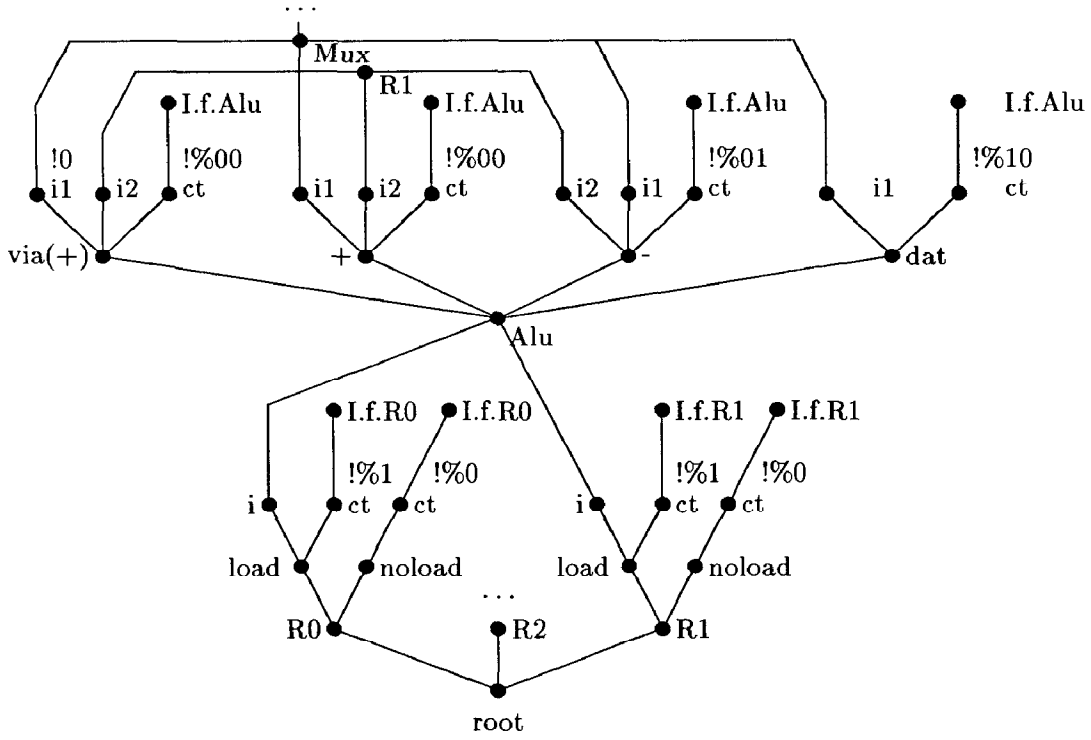 ...
Mux
R1
I.f.Alu I.f.Alu I.f.Alu I.f.Alu
!0 !%00 !%00 !%01 !%10
i1 i2 ct i1 i2 ct i2 i1 ct i1 ct
via(+) + - dat
Alu
I.f.R0 I.f.R0 I.f.R1 I.f.R1
!%1 !%0 !%1 !%0
i ct ct i ct ct
load noload load noload
...
R0 R2 R1
root